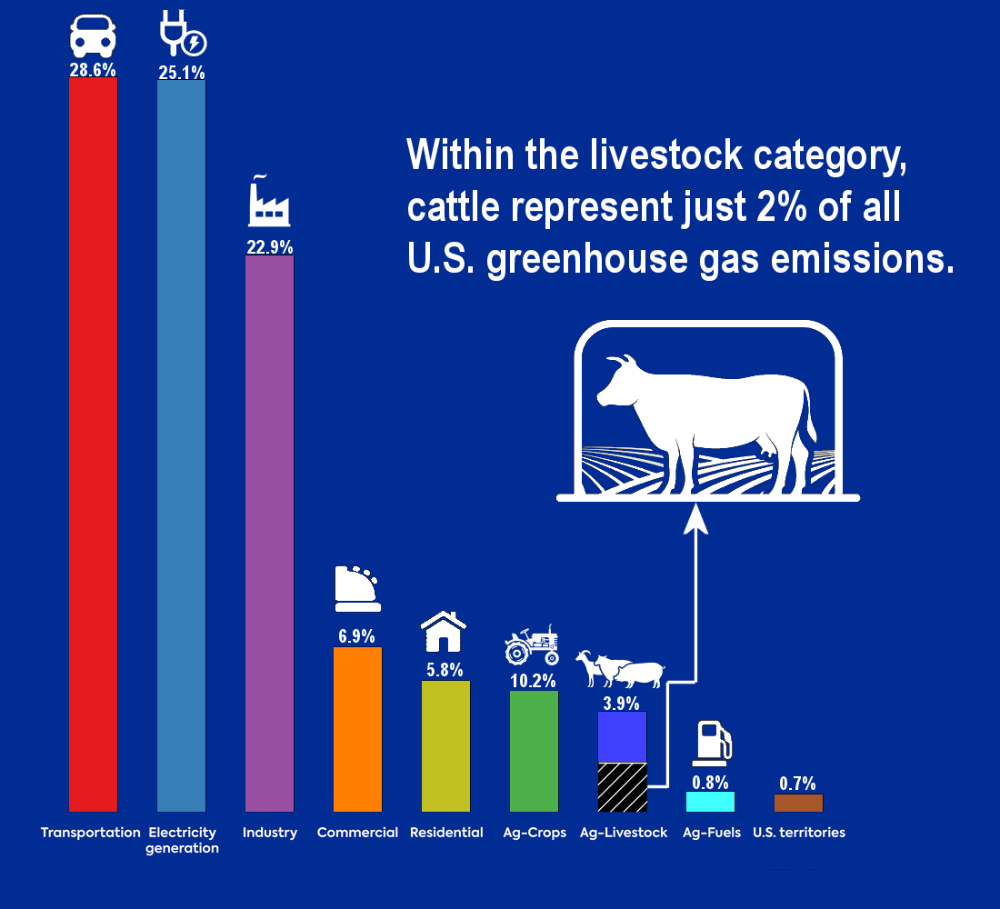 28.6%
25.1%
22.9%
Within the livestock category,
cattle represent just 2% of all
U.S. greenhouse gas emissions.
6.9%
5.8%
10.2%
3.9%
0.8%
0.7%
Transportation
Electricity
generation
Industry
Commercial
Residential
Ag-Crops
Ag-Livestock
Ag-Fuels
U.S. territories